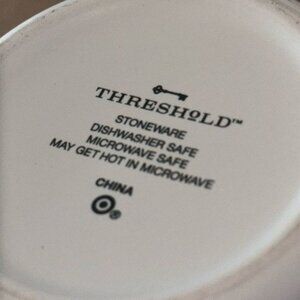 THRESHOLD™
STONEWARE
DISHWASHER SAFE
MICROWAVE SAFE
MAY GET HOT IN MICROWAVE
CHINA
®